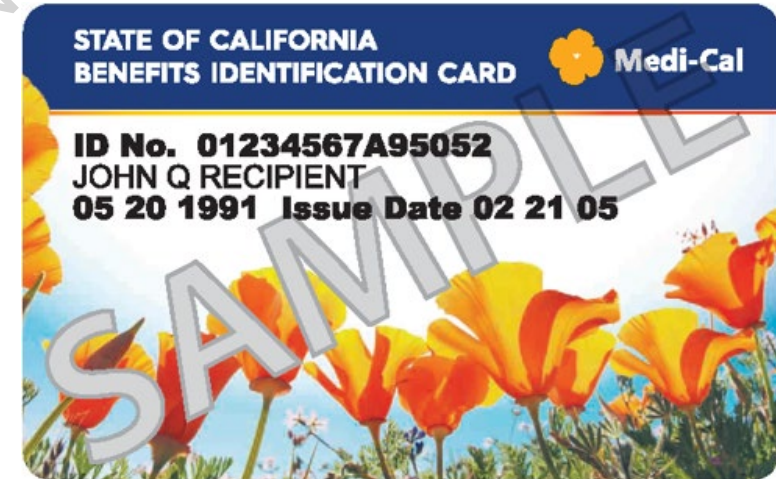 STATE OF CALIFORNIA
BENEFITS IDENTIFICATION CARD
Medi-Cal
ID No. 01234567A95052
JOHN Q RECIPIENT
05 20 1991 Issue Date 02 21 05
SAMPLE